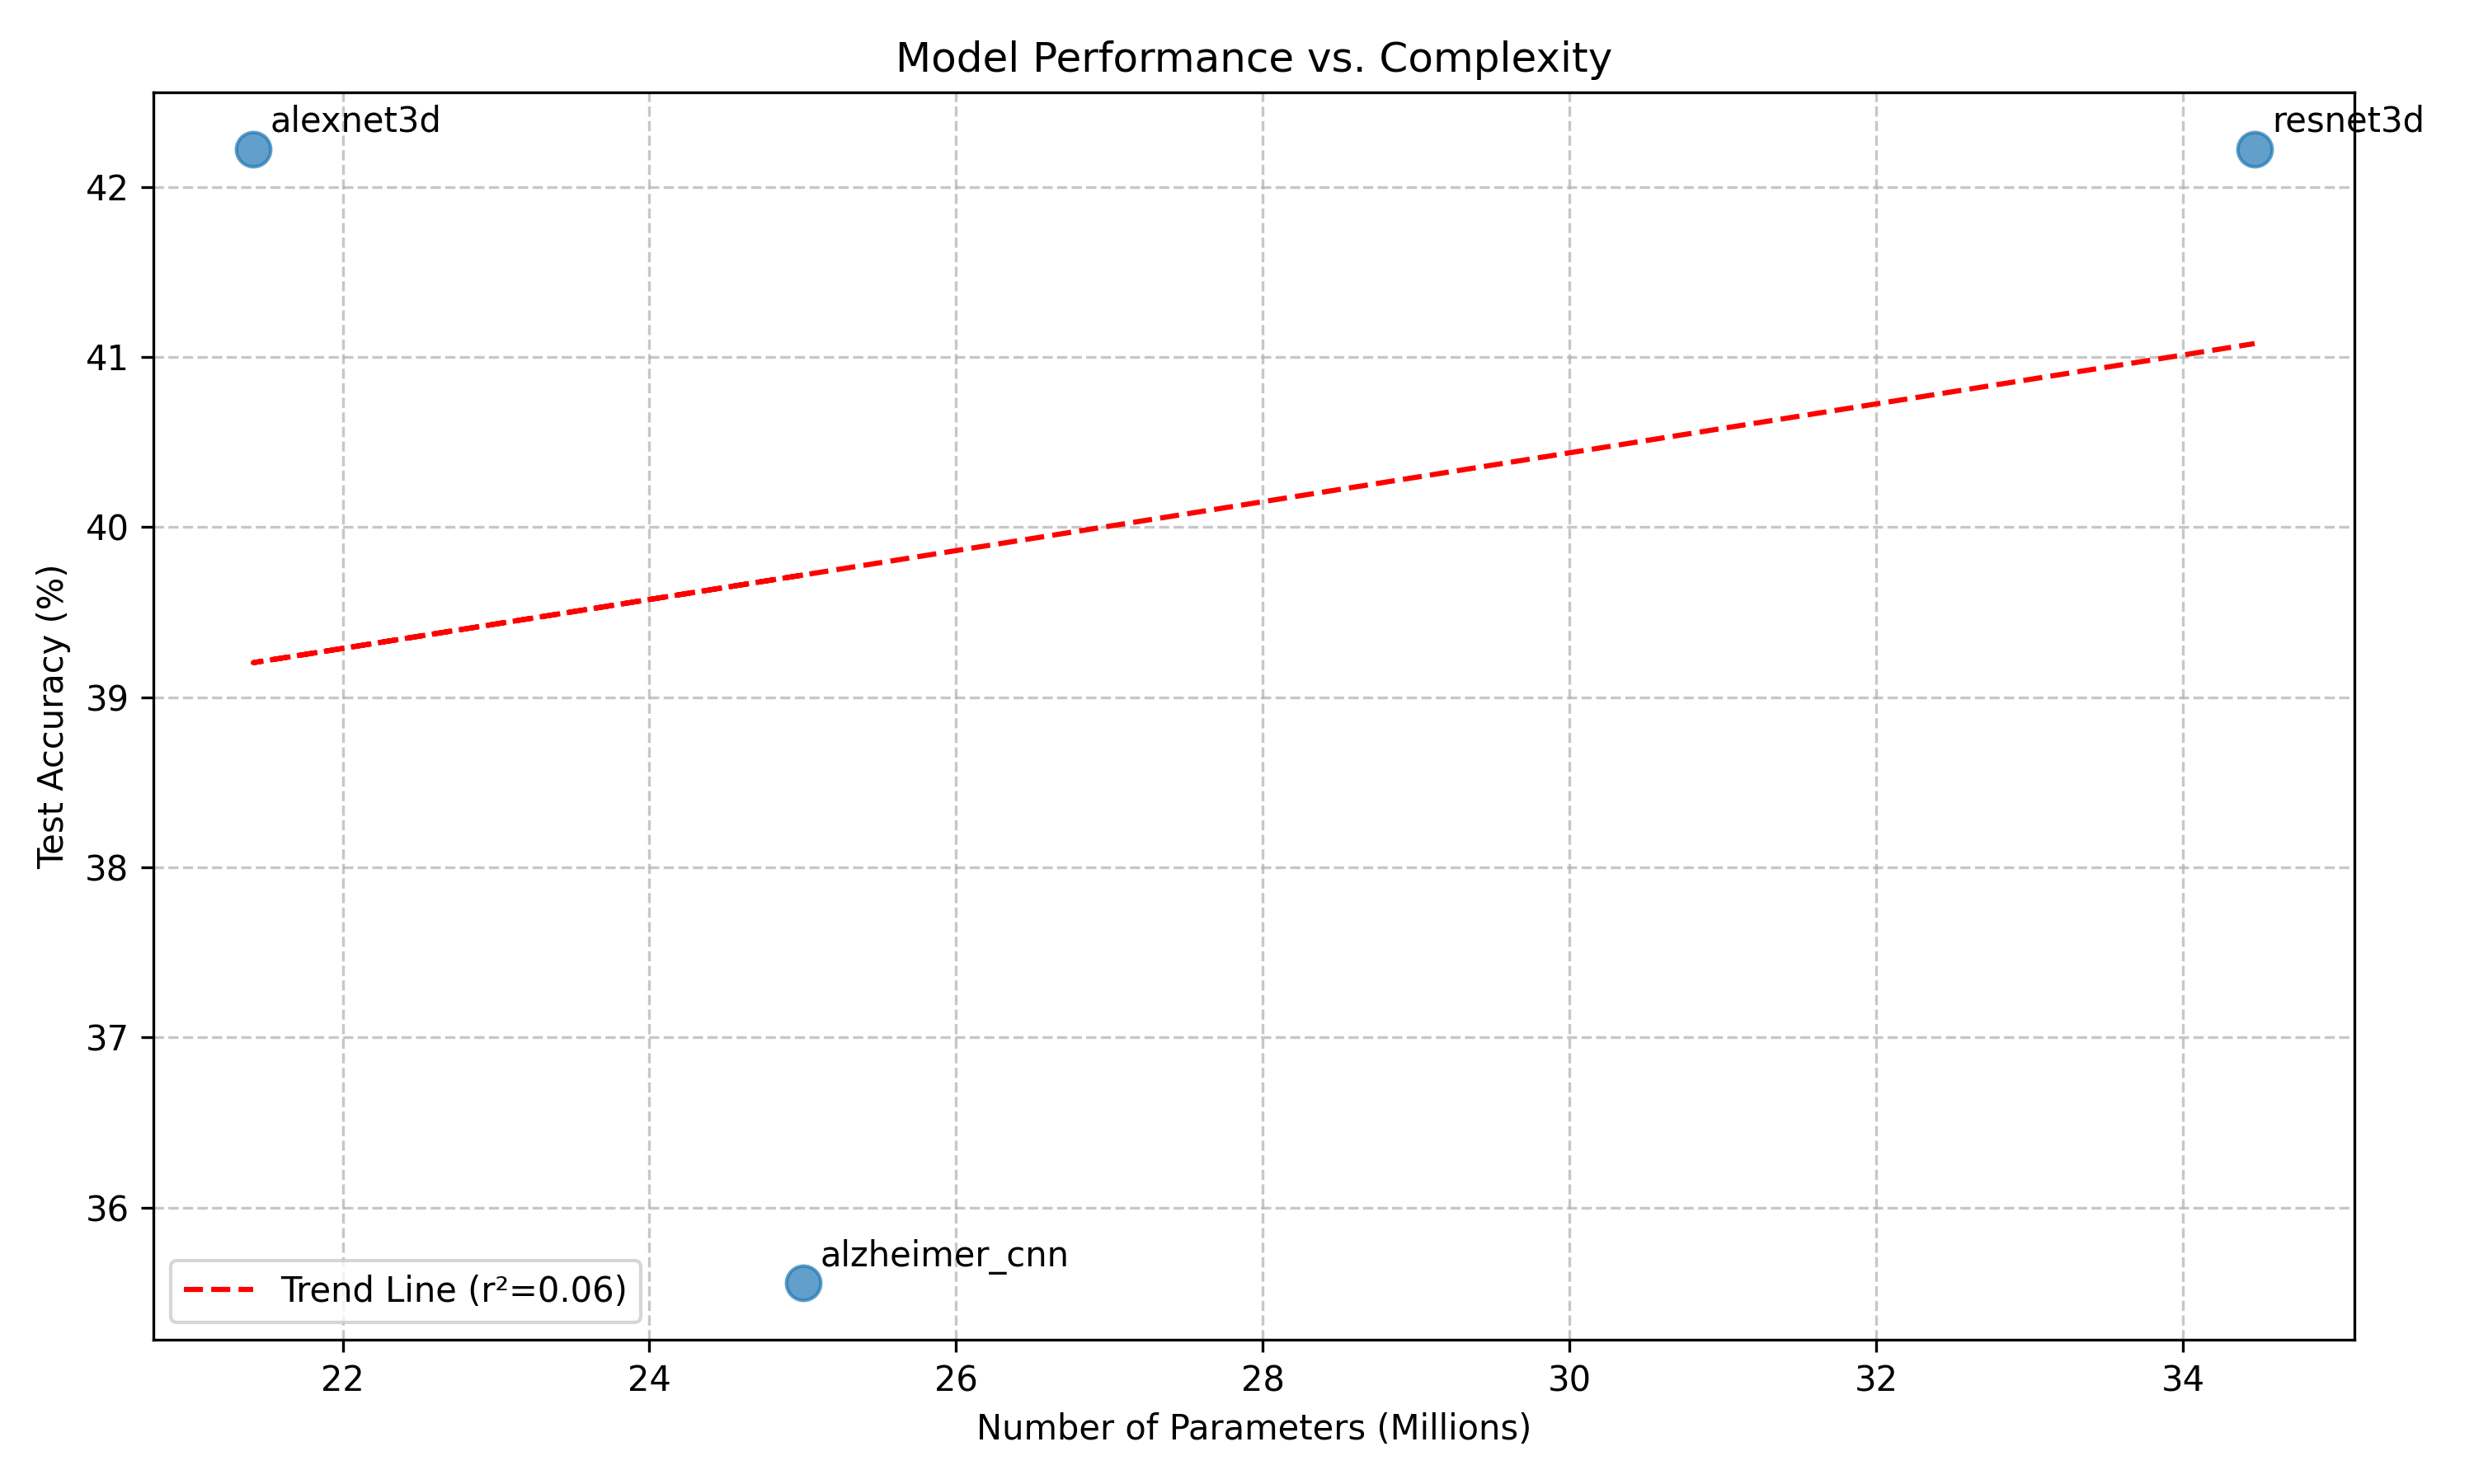 Model Performance vs. Complexity
alexnet3d
resnet3d
42
41
40
39
38
37
36
Test Accuracy (%)
alzheimer_cnn
Trend Line (r²=0.06)
22 24 26 28 30 32 34
Number of Parameters (Millions)